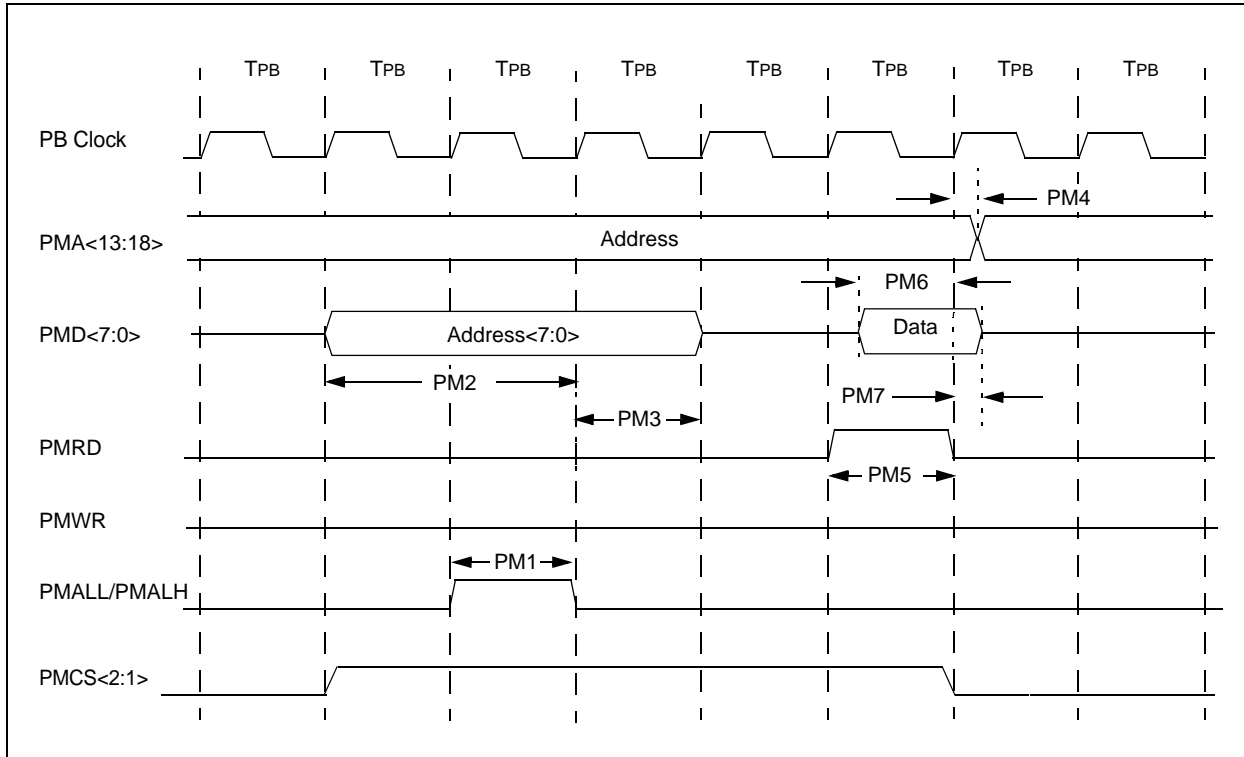 TPB TPB TPB TPB TPB TPB TPB TPB
PB Clock
PM4
PMA<13:18>
Address
PM6
PMD<7:0>
Address<7:0>
Data
PM2
PM7
PM3
PMRD
PM5
PMWR
PM1
PMALL/PMALH
PMCS<2:1>